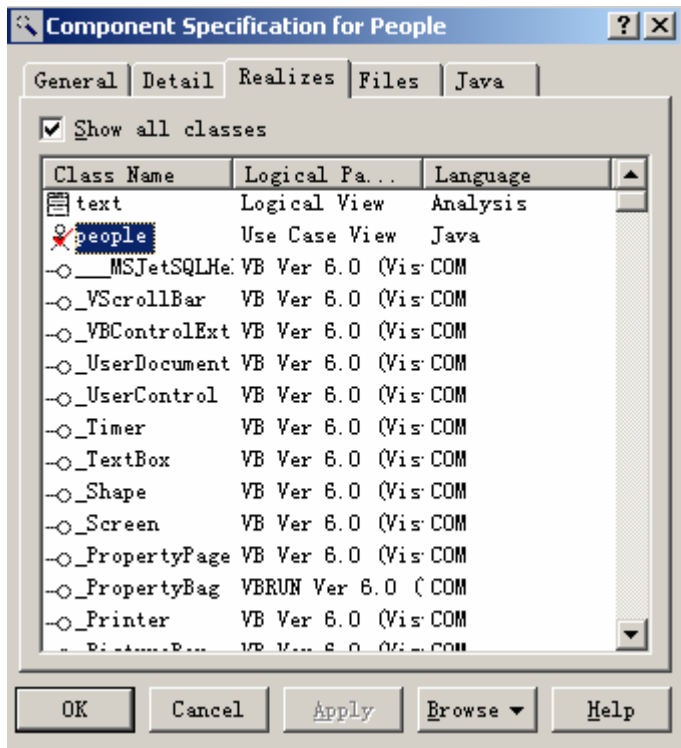 Component Specification for People
General Detail Realizes Files Java
Show all classes
Class Name Logical Pa... Language
text Logical View Analysis
people Use Case View Java
___MSJetSQLHe VB Ver 6.0 (Vis COM
_VScrollBar VB Ver 6.0 (Vis COM
_VBControlExt VB Ver 6.0 (Vis COM
_UserDocument VB Ver 6.0 (Vis COM
_UserControl VB Ver 6.0 (Vis COM
_Timer VB Ver 6.0 (Vis COM
_TextBox VB Ver 6.0 (Vis COM
_Shape VB Ver 6.0 (Vis COM
_Screen VB Ver 6.0 (Vis COM
_PropertyPage VB Ver 6.0 (Vis COM
_PropertyBag VBRUN Ver 6.0 ( COM
_Printer VB Ver 6.0 (Vis COM
OK Cancel Apply Browse Help